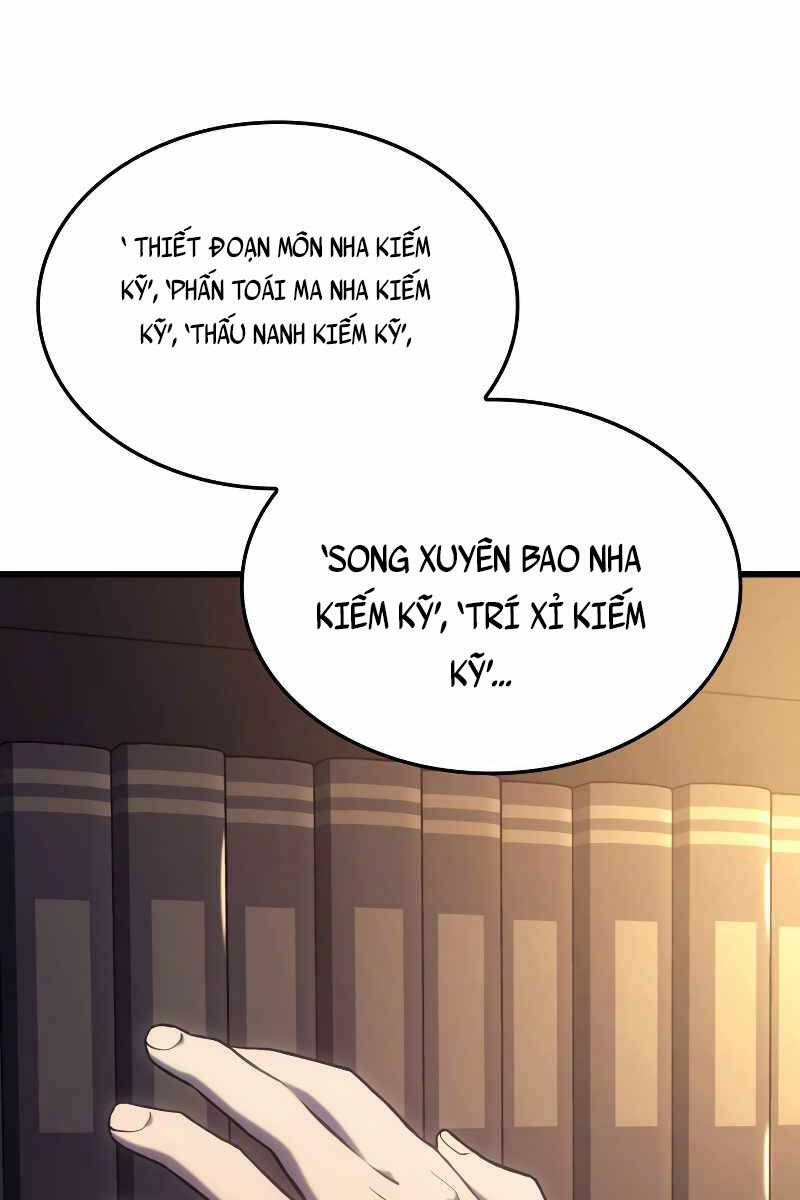 ‘ THIẾT ĐOẠN MÔN NHA KIẾM
KỸ’, ‘PHẤN TOÁI MA NHA KIẾM
KỸ’, ‘THẤU NANH KIẾM KỸ’,
‘SONG XUYÊN BAO NHA
KIẾM KỸ’, ‘TRÍ XỈ KIẾM
KỸ’...